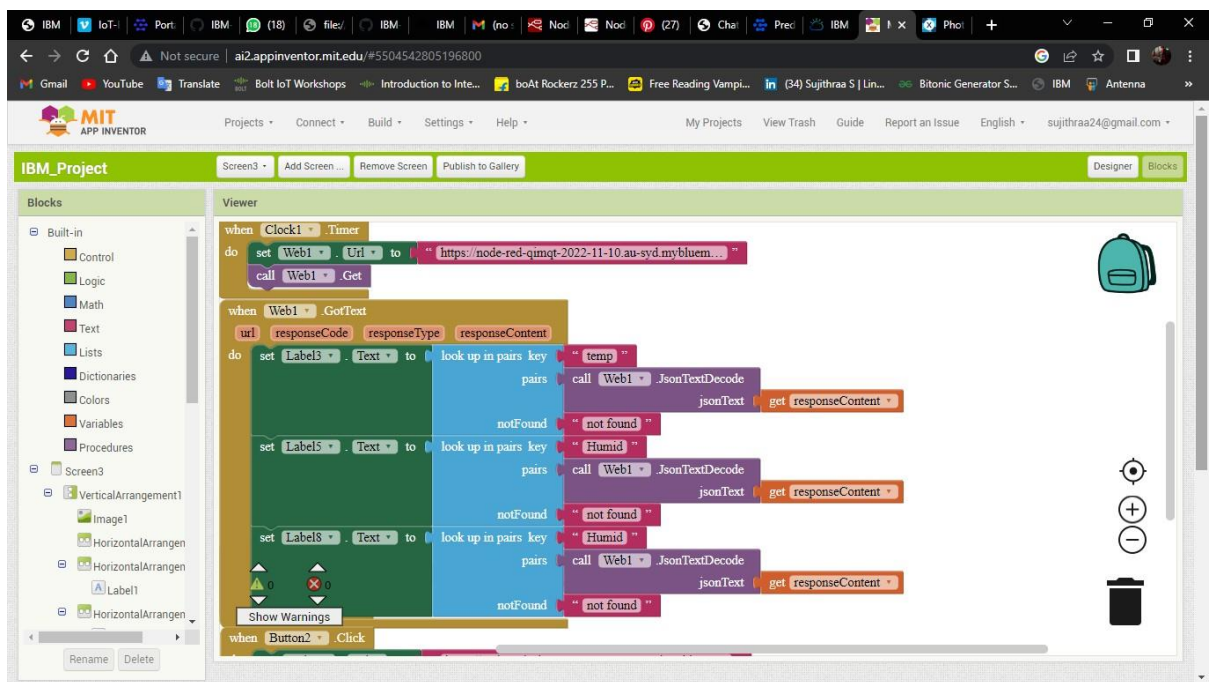 IBM IoT-I Port: IBM- (18) file:/. IBM- IBM (no s Nod Nod (27) Chat Pred IBM Phot
Not secure ai2.appinventor.mit.edu/#5504542805196800
Gmail YouTube Translate Bolt IoT Workshops Introduction to Inte... boAt Rockerz 255 P... Free Reading Vampi... (34) Sujithraa S | Lin... Bitonic Generator S... IBM Antenna »
MIT
APP INVENTOR
Projects Connect Build Settings Help My Projects View Trash Guide Report an Issue English sujithraa24@gmail.com
IBM_Project Screen3 Add Screen ... Remove Screen Publish to Gallery Designer Blocks
Blocks Viewer
Built-in
Control
Logic
Math
Text
Lists
Dictionaries
Colors
Variables
Procedures
Screen3
VerticalArrangement1
Image1
HorizontalArrangen
HorizontalArrangen
Label1
HorizontalArrangen
Rename Delete
when Clock1 .Timer
do set Web1 . Url to " https://node-red-qimqt-2022-11-10.au-syd.mybluem... "
call Web1 .Get
when Web1 .GotText
url responseCode responseType responseContent
do set Label3 . Text to look up in pairs key " temp "
pairs call Web1 .JsonTextDecode
jsonText get responseContent
notFound " not found "
set Label5 . Text to look up in pairs key " Humid "
pairs call Web1 .JsonTextDecode
jsonText get responseContent
notFound " not found "
set Label8 . Text to look up in pairs key " Humid "
pairs call Web1 .JsonTextDecode
jsonText get responseContent
notFound " not found "
0 0
Show Warnings
when Button2 .Click